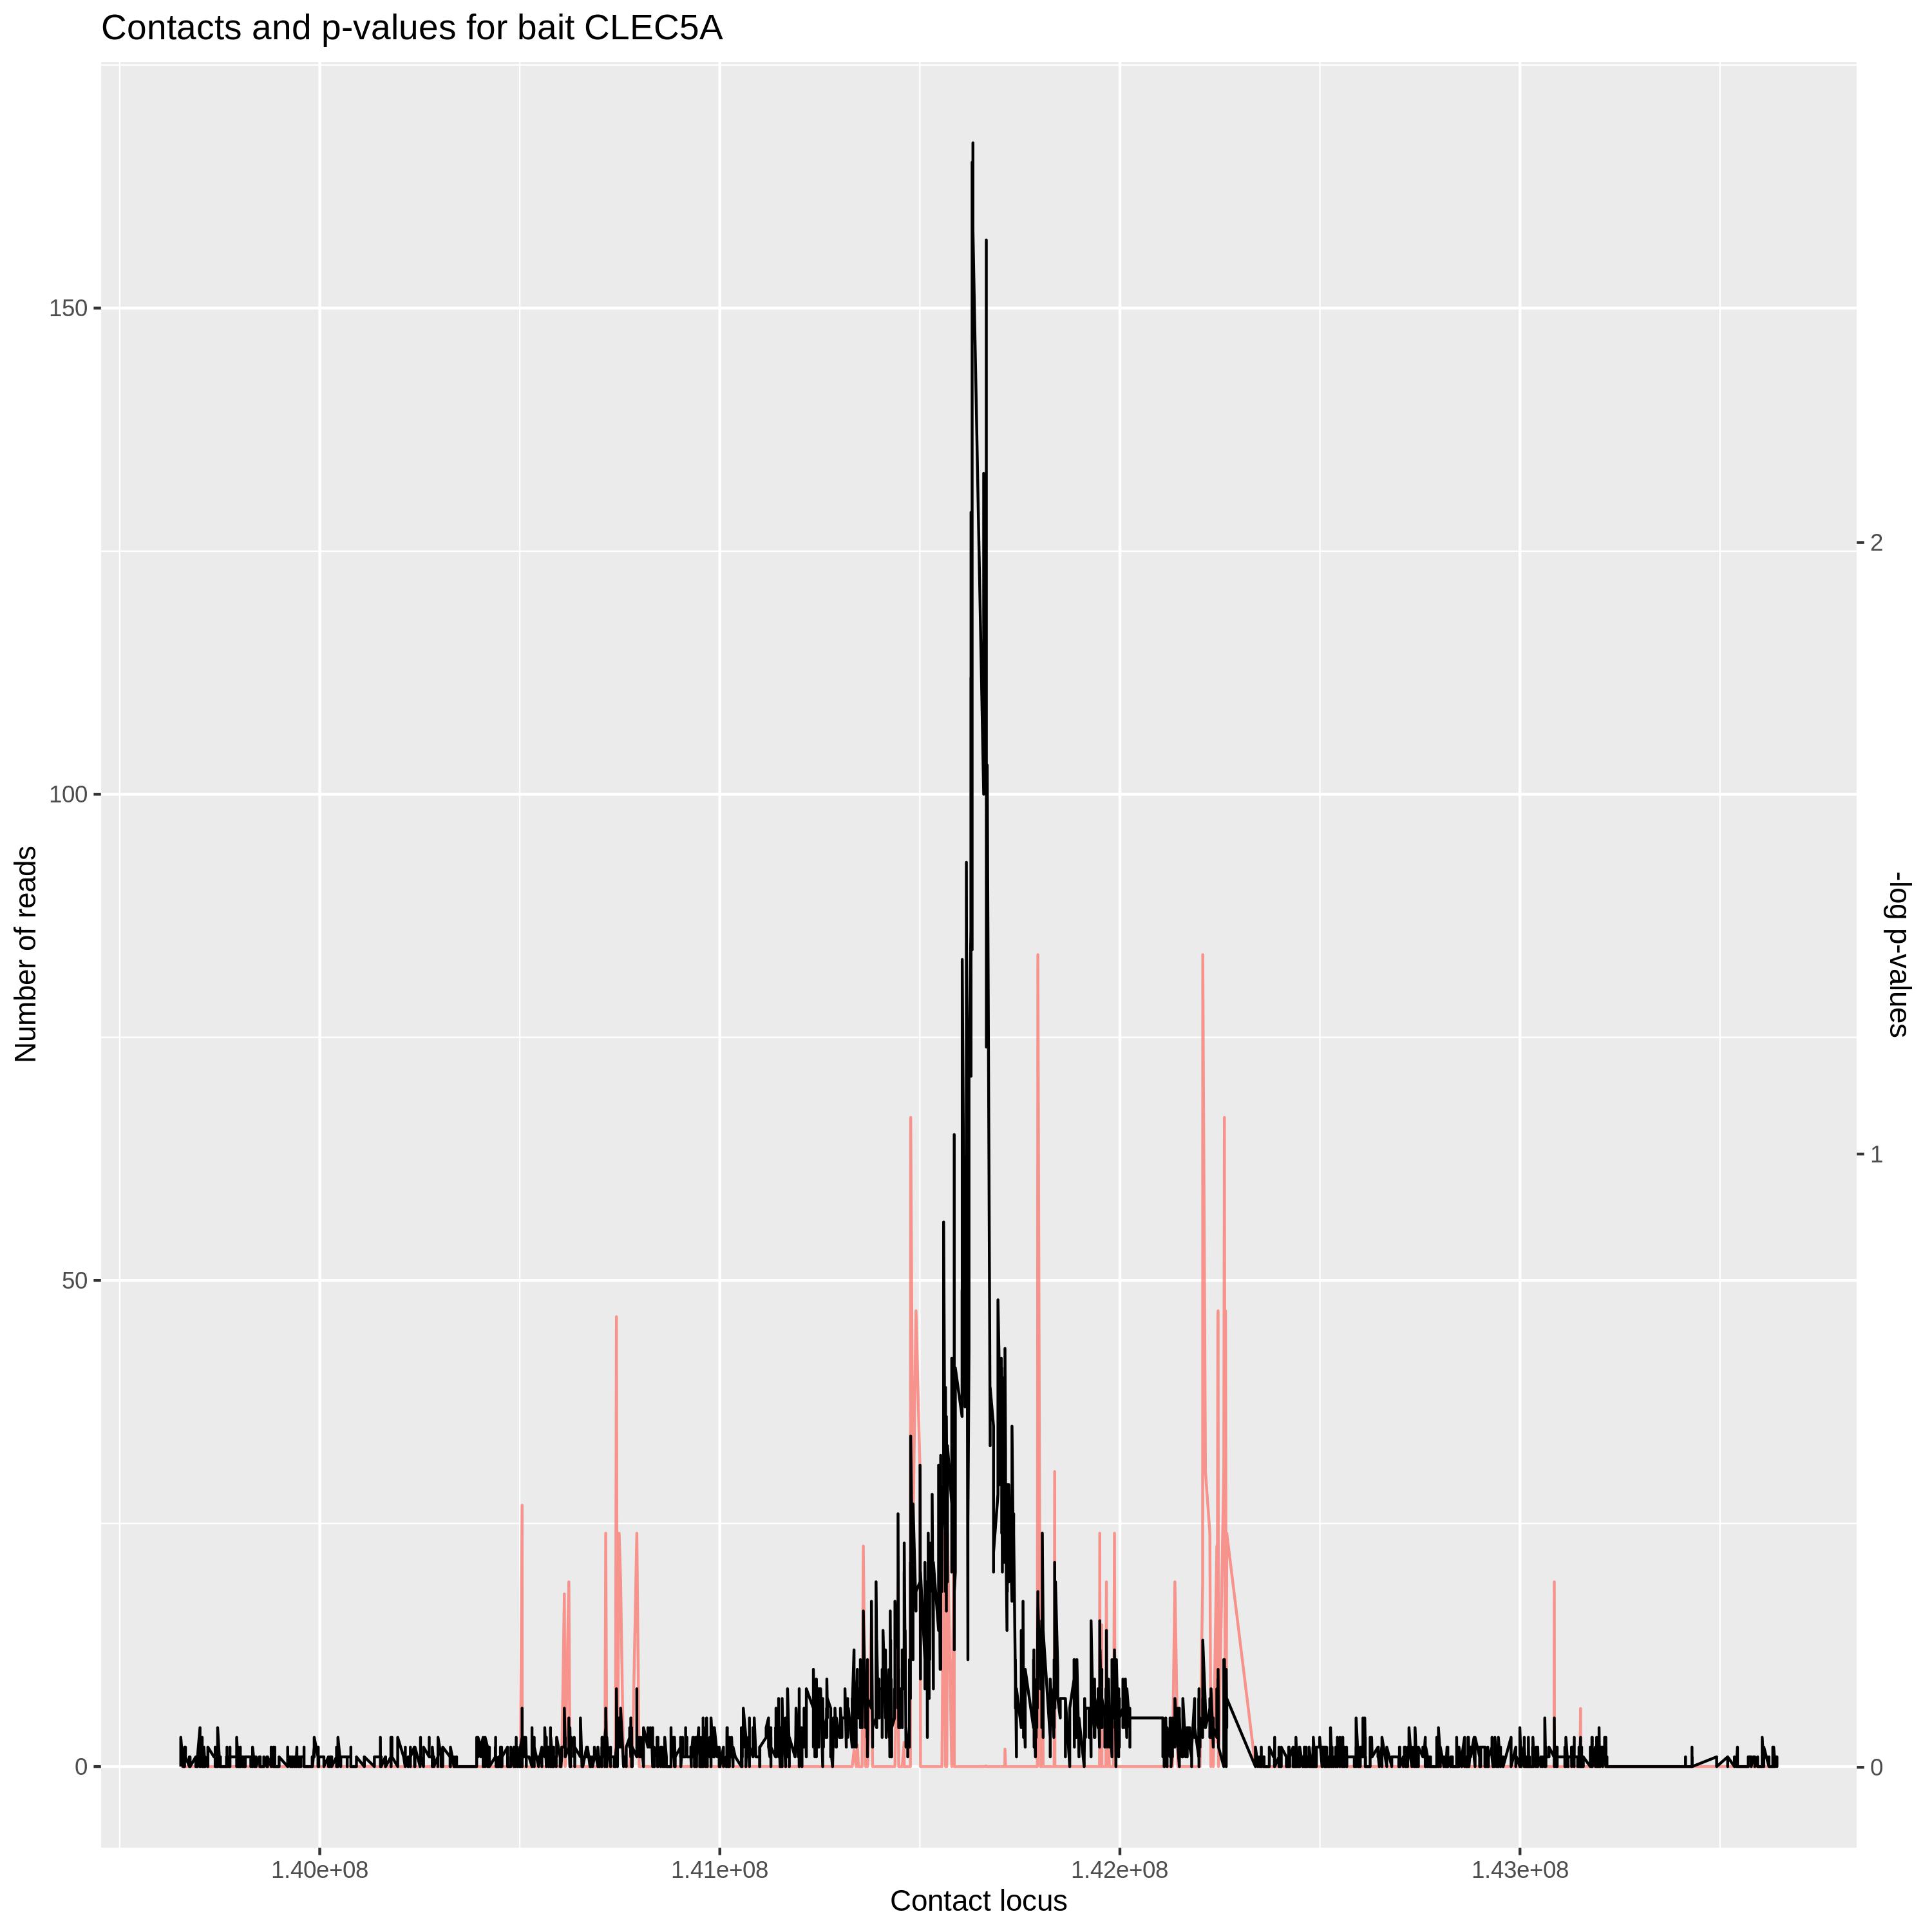 Contacts and p-values for bait CLEC5A
150
100
50
0
Number of reads
2
1
0
-log p-values
1.40e+08
1.41e+08
1.42e+08
1.43e+08
Contact locus